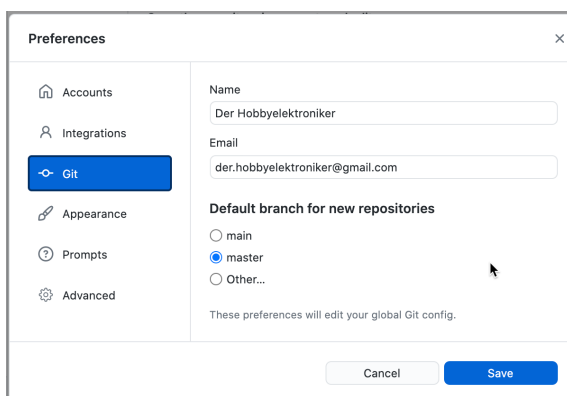 Preferences
Accounts
Integrations
Git
Appearance
Prompts
Advanced
Name
Der Hobbyelektroniker
Email
der.hobbyelektroniker@gmail.com
Default branch for new repositories
main
master
Other...
These preferences will edit your global Git config.
Cancel
Save